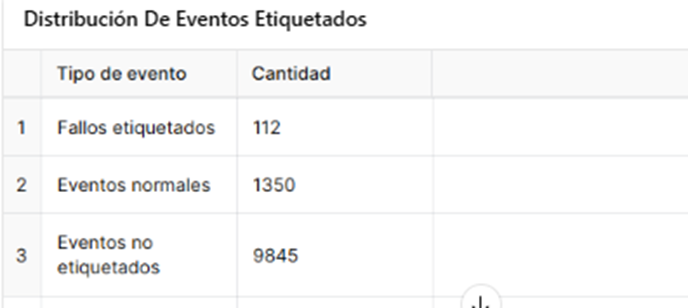 Distribución De Eventos Etiquetados
Tipo de evento Cantidad
1 Fallos etiquetados 112
2 Eventos normales 1350
3 Eventos no etiquetados 9845